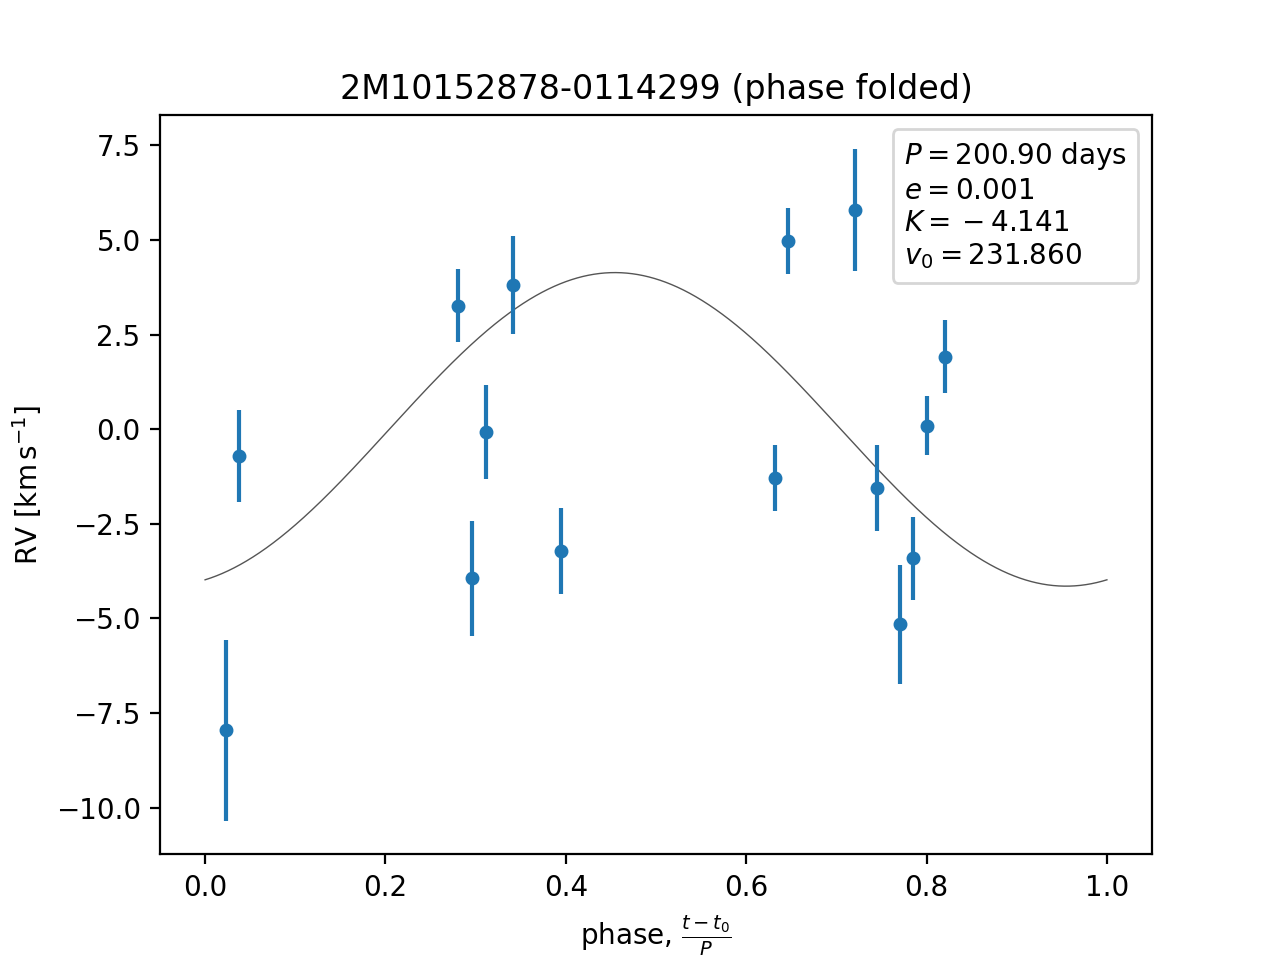 2M10152878-0114299 (phase folded)
P = 200.90 days
e = 0.001
K = −4.141
v₀ = 231.860
7.5
5.0
2.5
0.0
−2.5
−5.0
−7.5
−10.0
RV [km s⁻¹]
0.0 0.2 0.4 0.6 0.8 1.0
phase, (t − t₀)/P